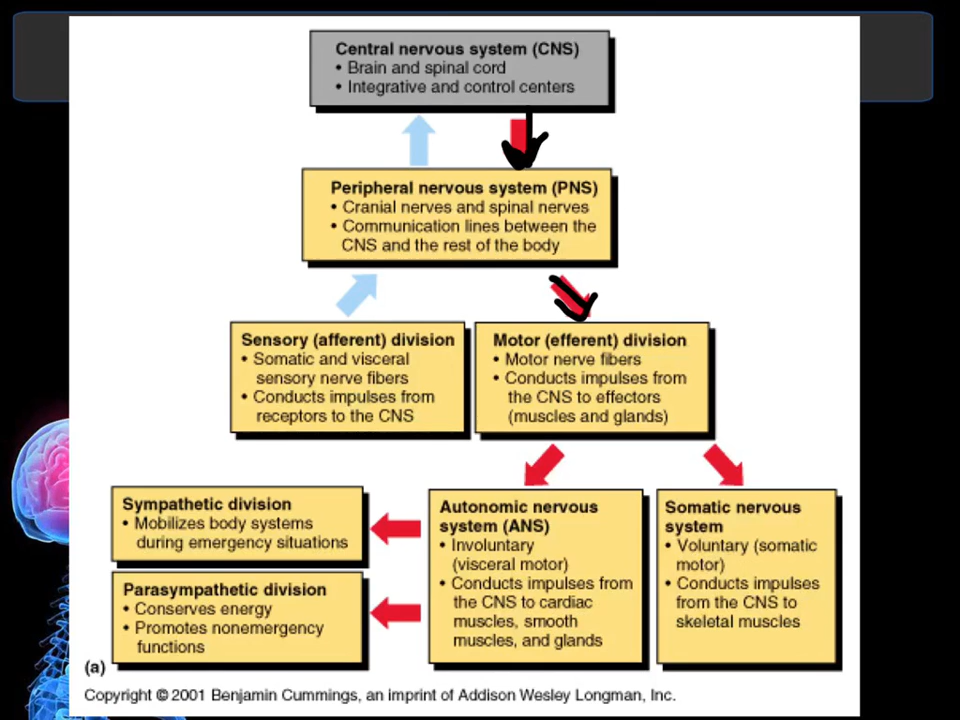 Central nervous system (CNS)
• Brain and spinal cord
• Integrative and control centers
Peripheral nervous system (PNS)
• Cranial nerves and spinal nerves
• Communication lines between the
CNS and the rest of the body
Sensory (afferent) division
• Somatic and visceral
sensory nerve fibers
• Conducts impulses from
receptors to the CNS
Motor (efferent) division
• Motor nerve fibers
• Conducts impulses from
the CNS to effectors
(muscles and glands)
Sympathetic division
• Mobilizes body systems
during emergency situations
Parasympathetic division
• Conserves energy
• Promotes nonemergency
functions
Autonomic nervous
system (ANS)
• Involuntary
(visceral motor)
• Conducts impulses from
the CNS to cardiac
muscles, smooth
muscles, and glands
Somatic nervous
system
• Voluntary (somatic
motor)
• Conducts impulses
from the CNS to
skeletal muscles
(a)
Copyright © 2001 Benjamin Cummings, an imprint of Addison Wesley Longman, Inc.